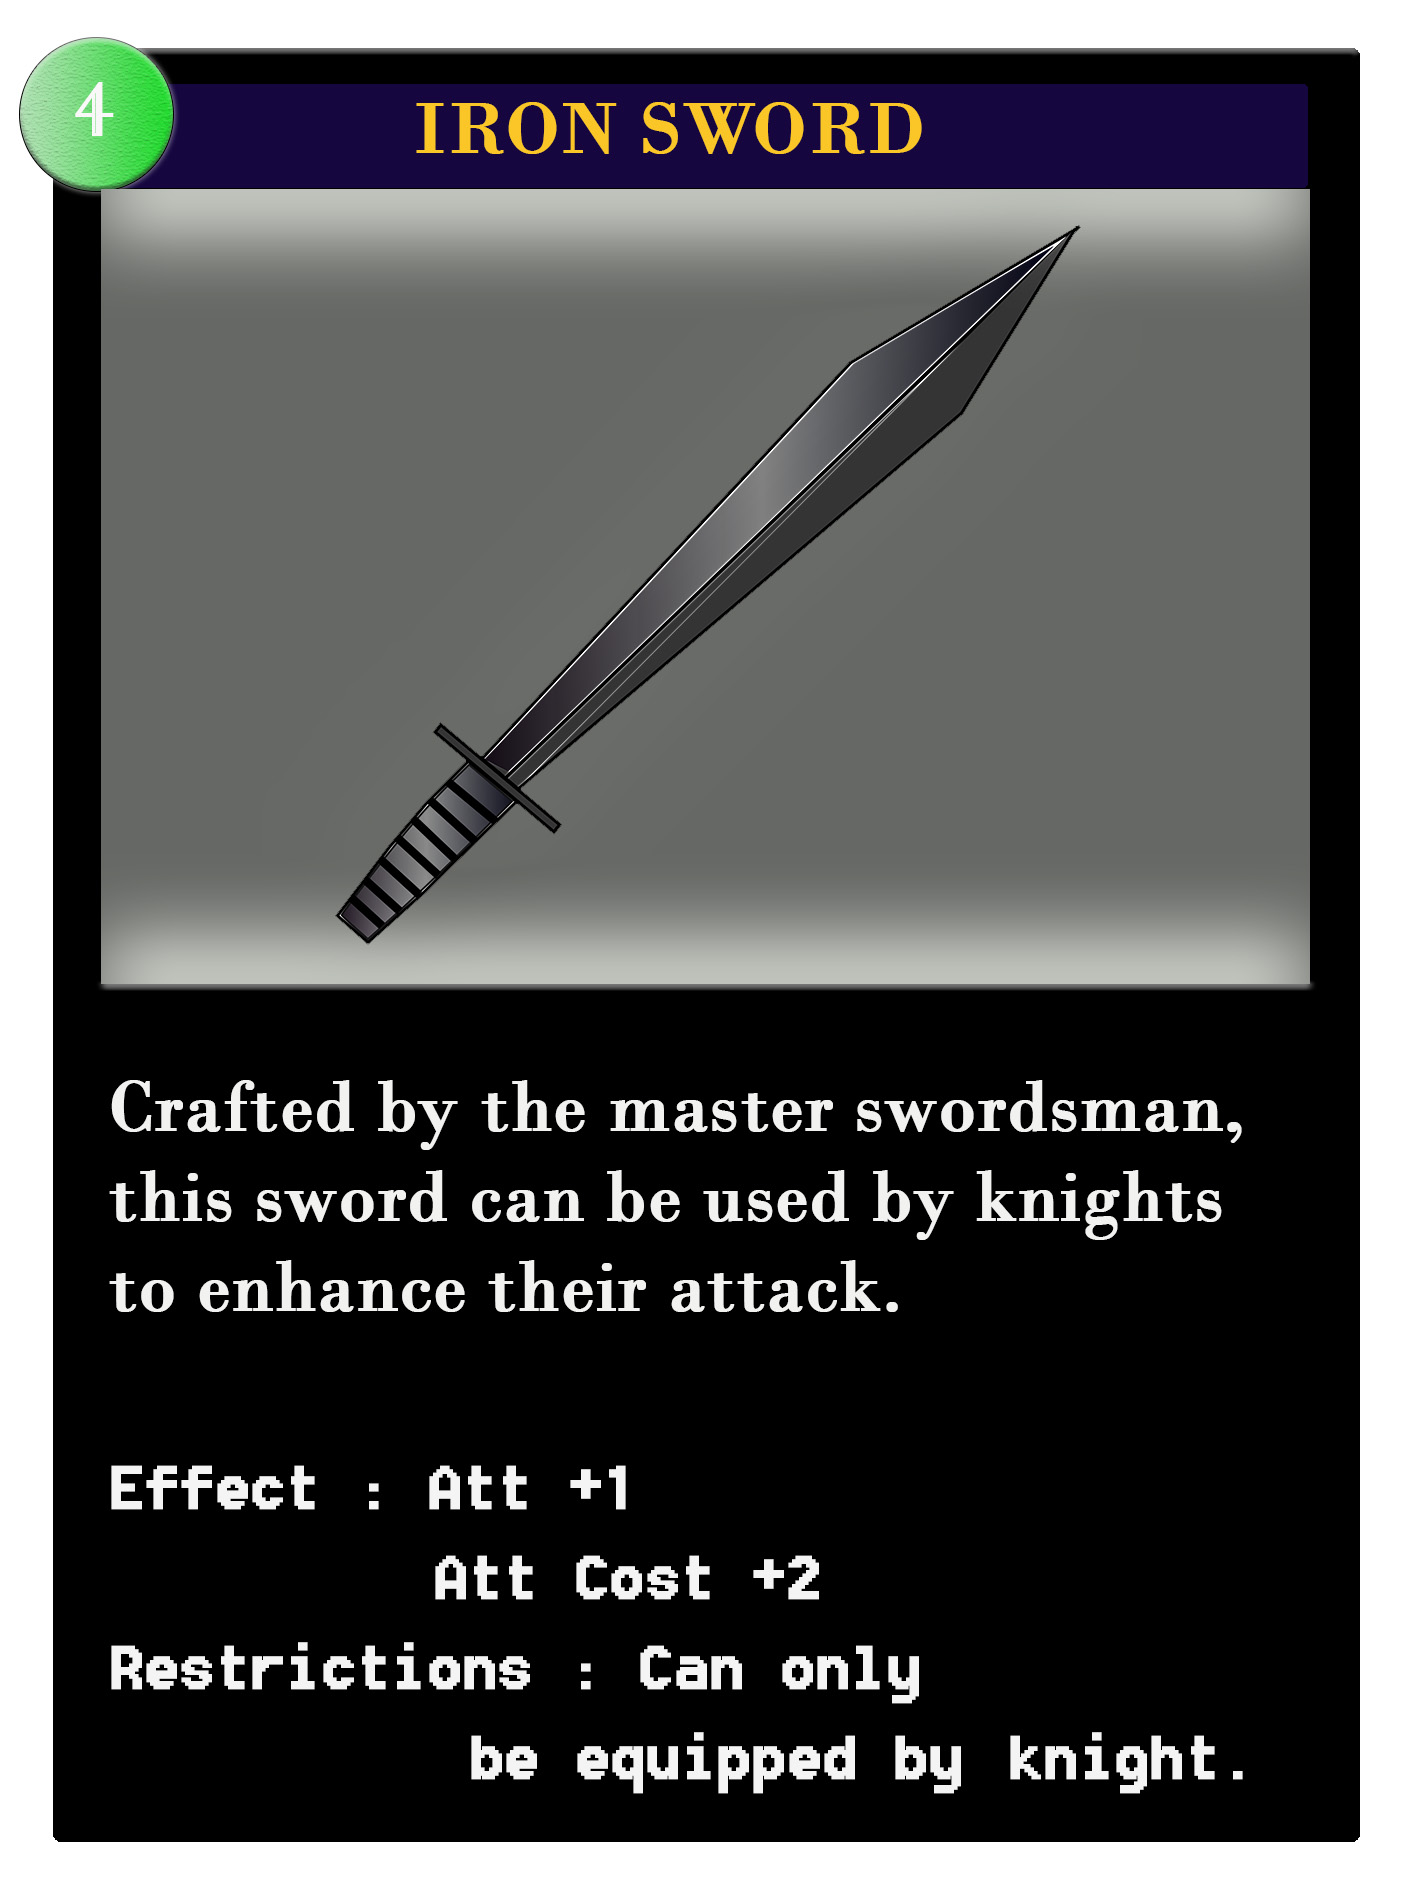 4
IRON SWORD
Crafted by the master swordsman,
this sword can be used by knights
to enhance their attack.
Effect : Att +1
Att Cost +2
Restrictions : Can only
be equipped by knight.